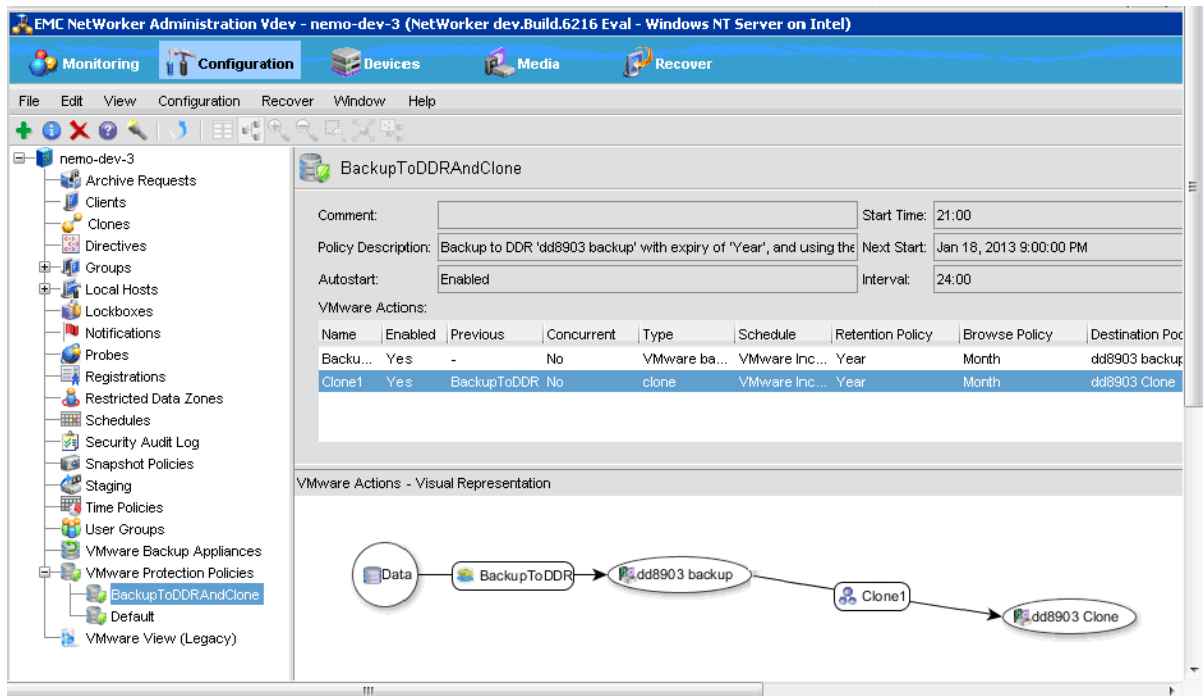 EMC NetWorker Administration Vdev - nemo-dev-3 (NetWorker dev.Build.6216 Eval - Windows NT Server on Intel)
Monitoring Configuration Devices Media Recover
File Edit View Configuration Recover Window Help
nemo-dev-3
Archive Requests
Clients
Clones
Directives
Groups
Local Hosts
Lockboxes
Notifications
Probes
Registrations
Restricted Data Zones
Schedules
Security Audit Log
Snapshot Policies
Staging
Time Policies
User Groups
VMware Backup Appliances
VMware Protection Policies
BackupToDDRAndClone
Default
VMware View (Legacy)
BackupToDDRAndClone
Comment: Start Time: 21:00
Policy Description: Backup to DDR 'dd8903 backup' with expiry of 'Year', and using the Next Start: Jan 18, 2013 9:00:00 PM
Autostart: Enabled Interval: 24:00
VMware Actions:
Name Enabled Previous Concurrent Type Schedule Retention Policy Browse Policy Destination Poo
Backu... Yes - No VMware ba... VMware Inc... Year Month dd8903 backup
Clone1 Yes BackupToDDR No clone VMware Inc... Year Month dd8903 Clone
VMware Actions - Visual Representation
Data BackupToDDR dd8903 backup Clone1 dd8903 Clone